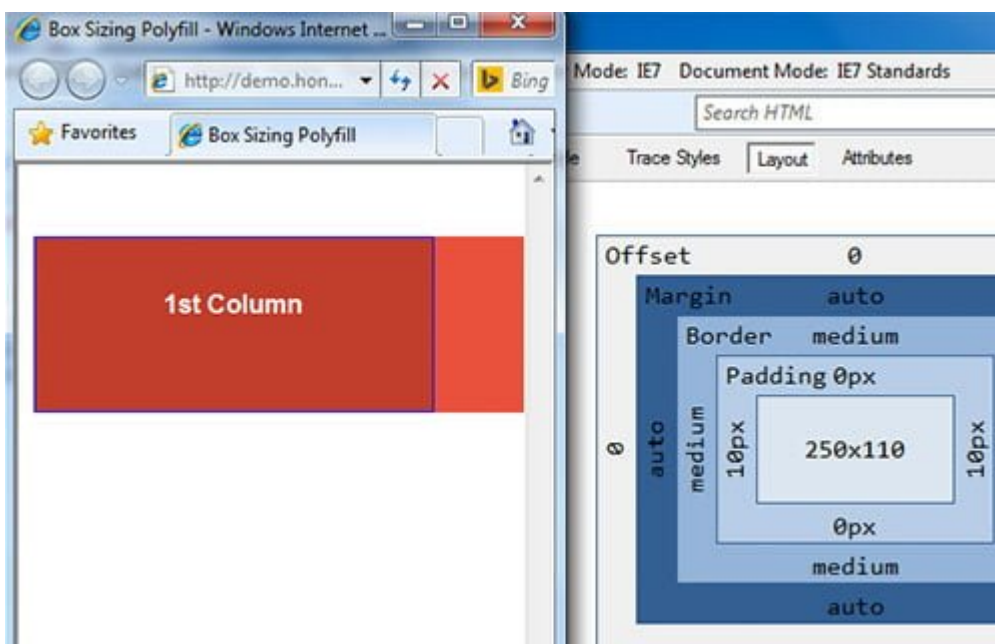 Box Sizing Polyfill - Windows Internet ...
http://demo.hon...
Bing
Favorites
Box Sizing Polyfill
1st Column
Mode: IE7 Document Mode: IE7 Standards
Search HTML
Trace Styles Layout Attributes
Offset 0
Margin auto
Border medium
Padding 0px
0 auto medium 10px 250x110 10px
0px
medium
auto